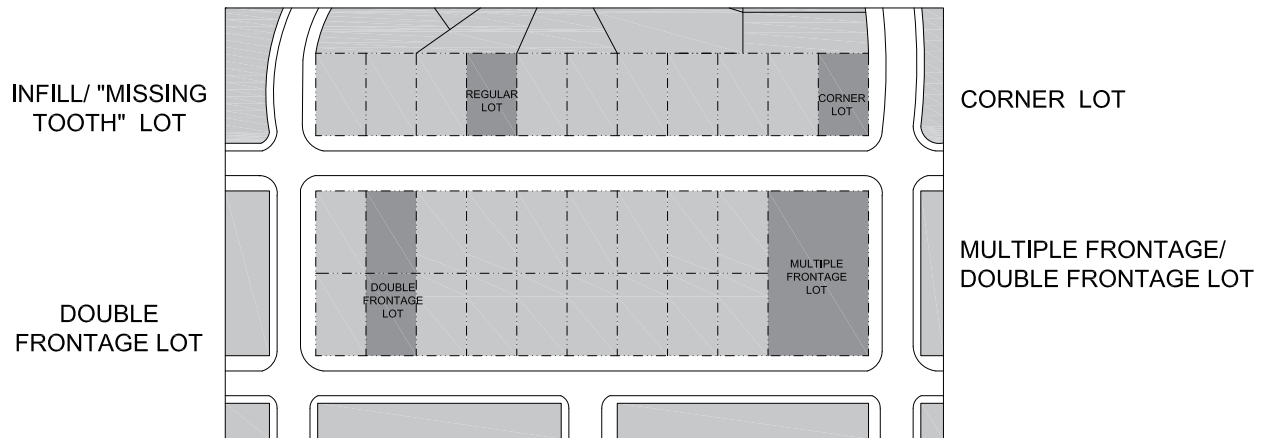 INFILL/ "MISSING
TOOTH" LOT
REGULAR
LOT
CORNER
LOT
CORNER LOT
DOUBLE
FRONTAGE LOT
DOUBLE
FRONTAGE
LOT
MULTIPLE
FRONTAGE
LOT
MULTIPLE FRONTAGE/
DOUBLE FRONTAGE LOT